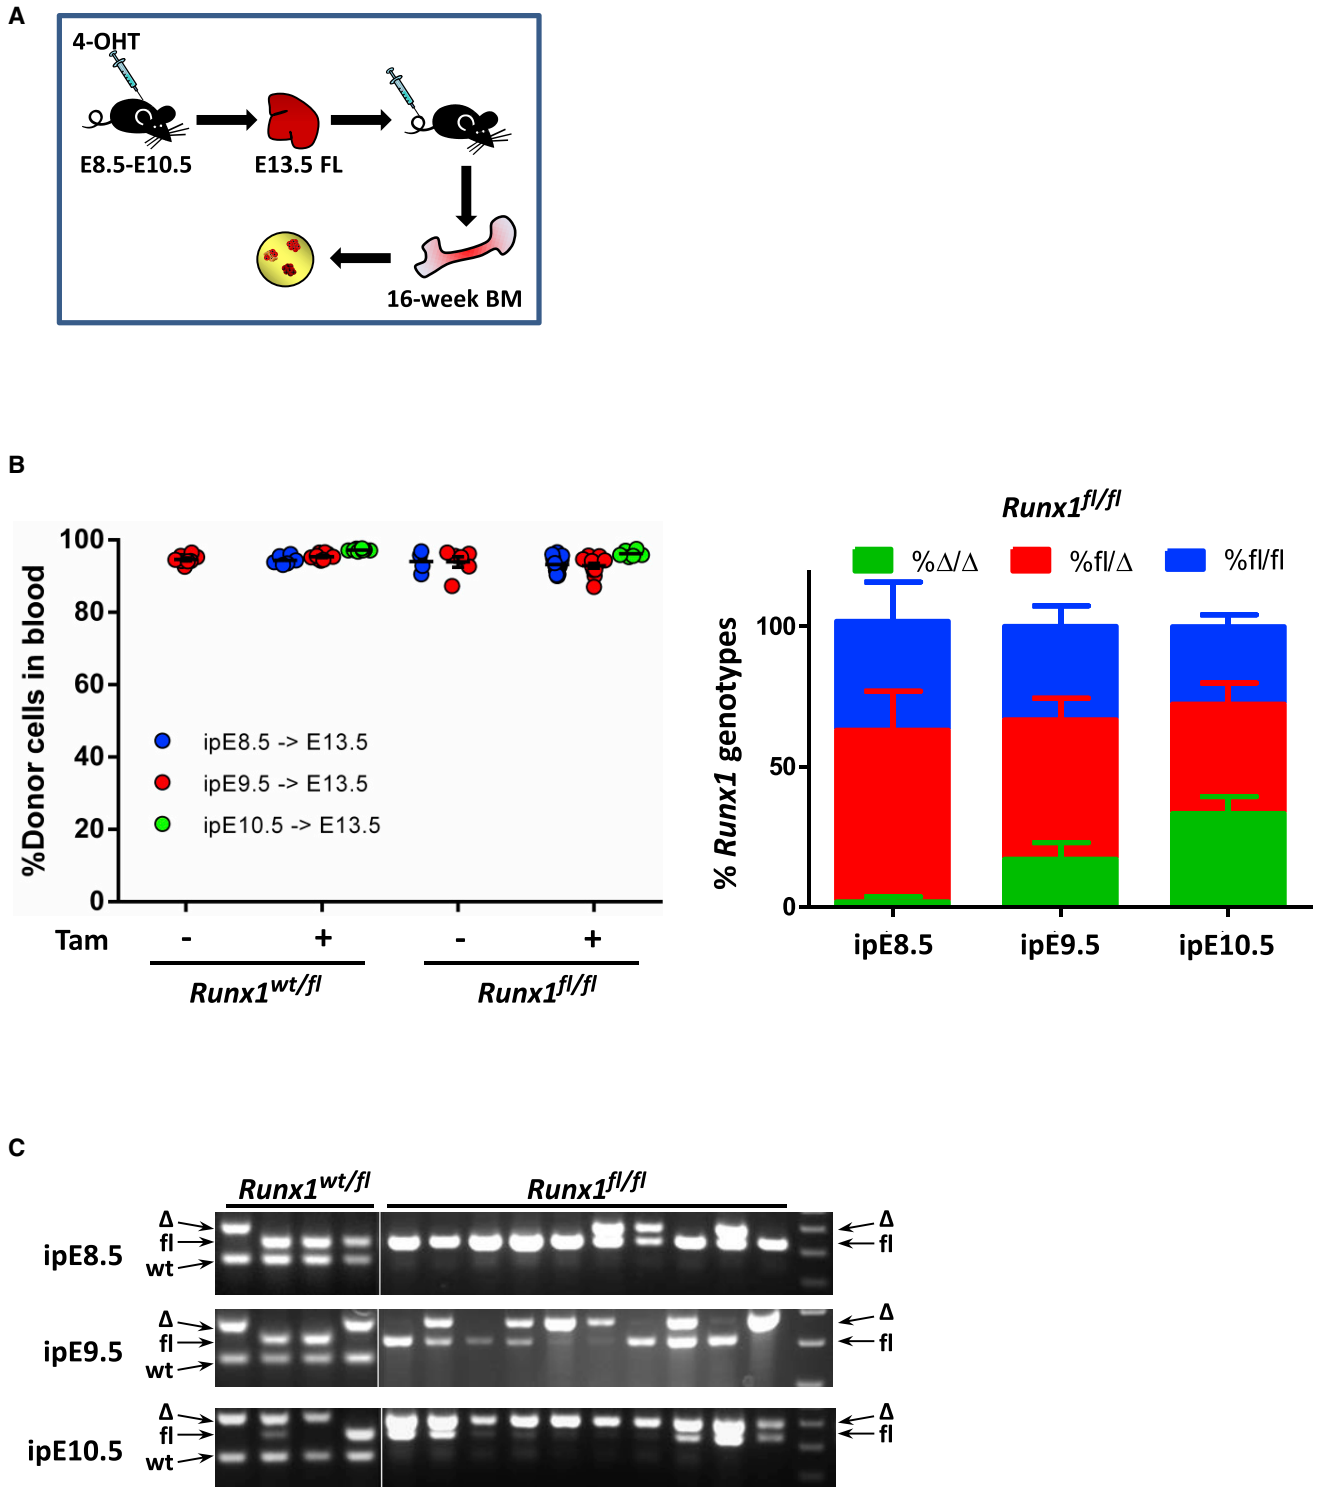 A
4-OHT
E8.5-E10.5
E13.5 FL
16-week BM
B
%Donor cells in blood
100
80
60
40
20
0
ipE8.5 -> E13.5
ipE9.5 -> E13.5
ipE10.5 -> E13.5
Tam
- + - +
Runx1wt/fl
Runx1fl/fl
Runx1fl/fl
%Δ/Δ %fl/Δ %fl/fl
% Runx1 genotypes
100
50
0
ipE8.5 ipE9.5 ipE10.5
C
Runx1wt/fl Runx1fl/fl
ipE8.5
Δ
fl
wt
Δ
fl
ipE9.5
Δ
fl
wt
Δ
fl
ipE10.5
Δ
fl
wt
Δ
fl